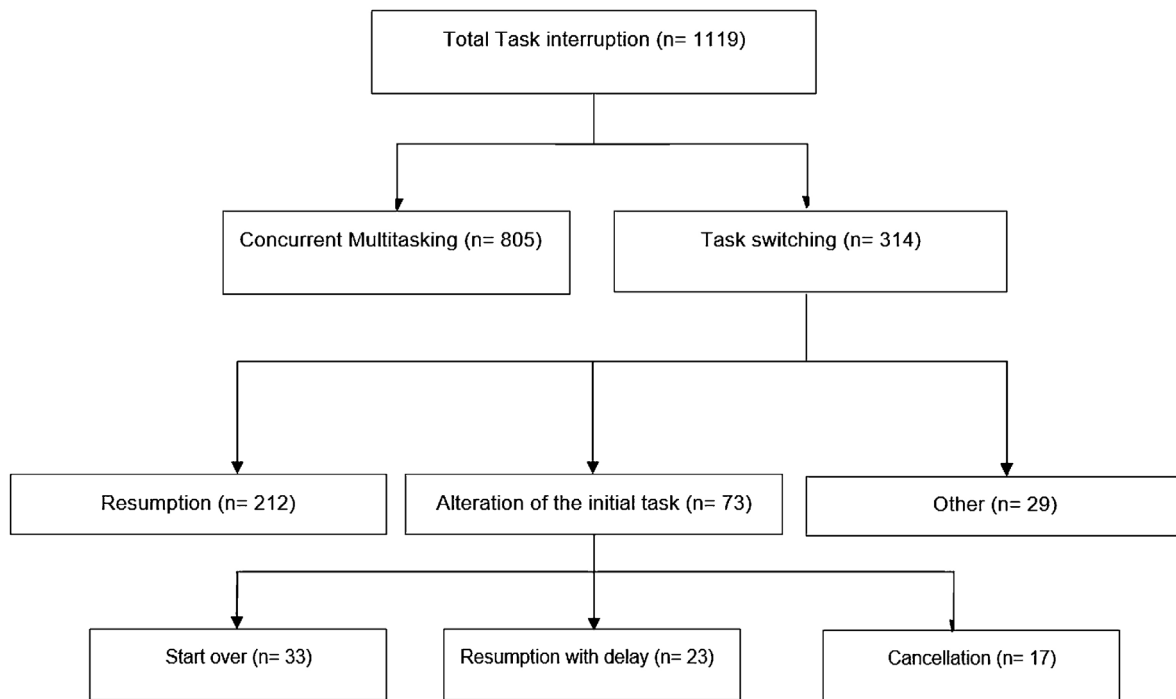 Total Task interruption (n= 1119)
Concurrent Multitasking (n= 805)
Task switching (n= 314)
Resumption (n= 212)
Alteration of the initial task (n= 73)
Other (n= 29)
Start over (n= 33)
Resumption with delay (n= 23)
Cancellation (n= 17)